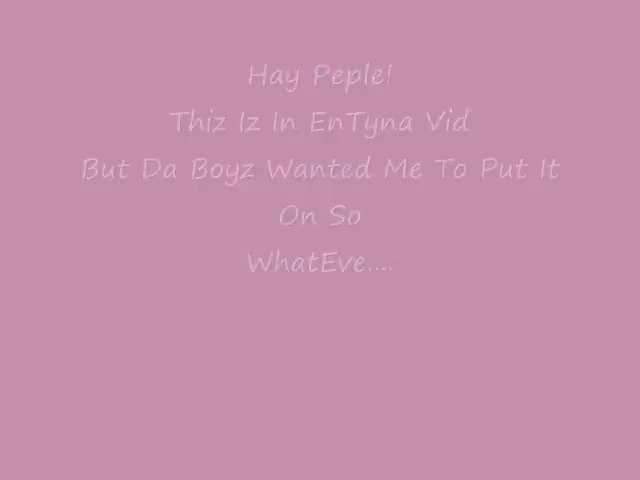 Hay Peple!
Thiz Iz In EnTyna Vid
But Da Boyz Wanted Me To Put It
On So
WhatEve....